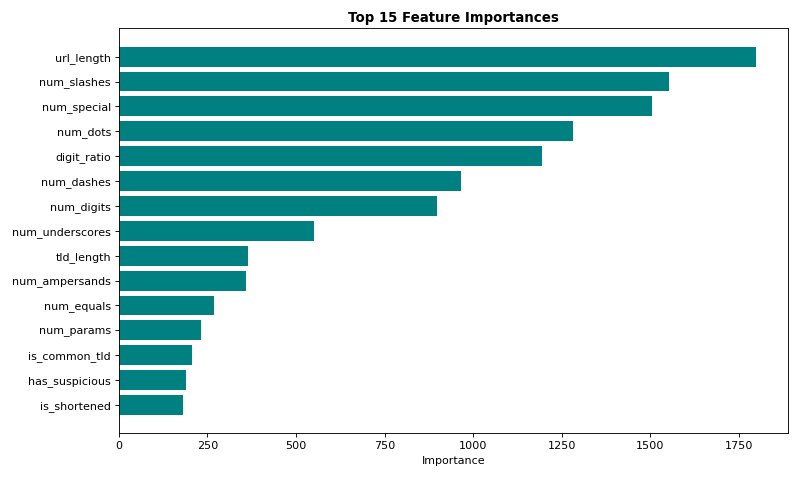 Top 15 Feature Importances
url_length
num_slashes
num_special
num_dots
digit_ratio
num_dashes
num_digits
num_underscores
tld_length
num_ampersands
num_equals
num_params
is_common_tld
has_suspicious
is_shortened
0 250 500 750 1000 1250 1500 1750
Importance